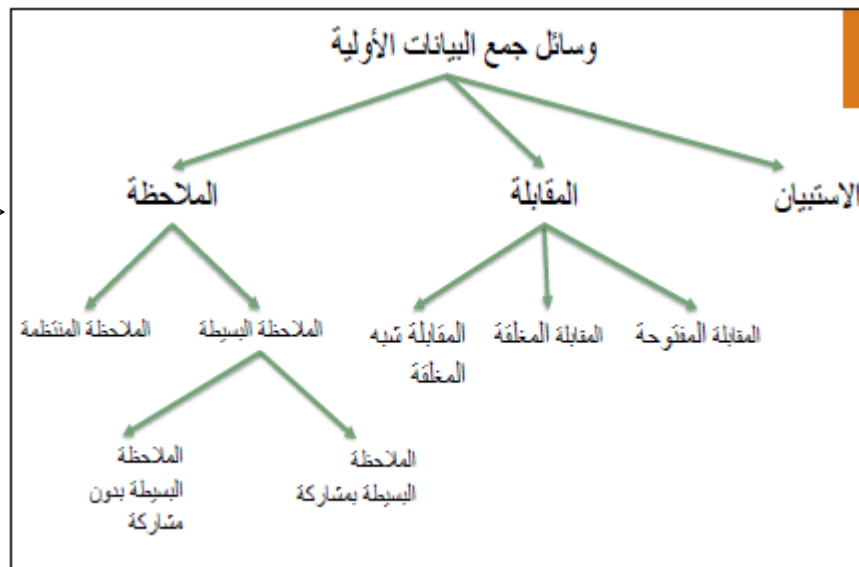 وسائل جمع البيانات الأولية
الاستبيان
المقابلة
الملاحظة
المقابلة المفتوحة
المقابلة المغلقة
المقابلة شبه
المغلقة
الملاحظة البسيطة
الملاحظة المنتظمة
الملاحظة
البسيطة بمشاركة
الملاحظة
البسيطة بدون
مشاركة